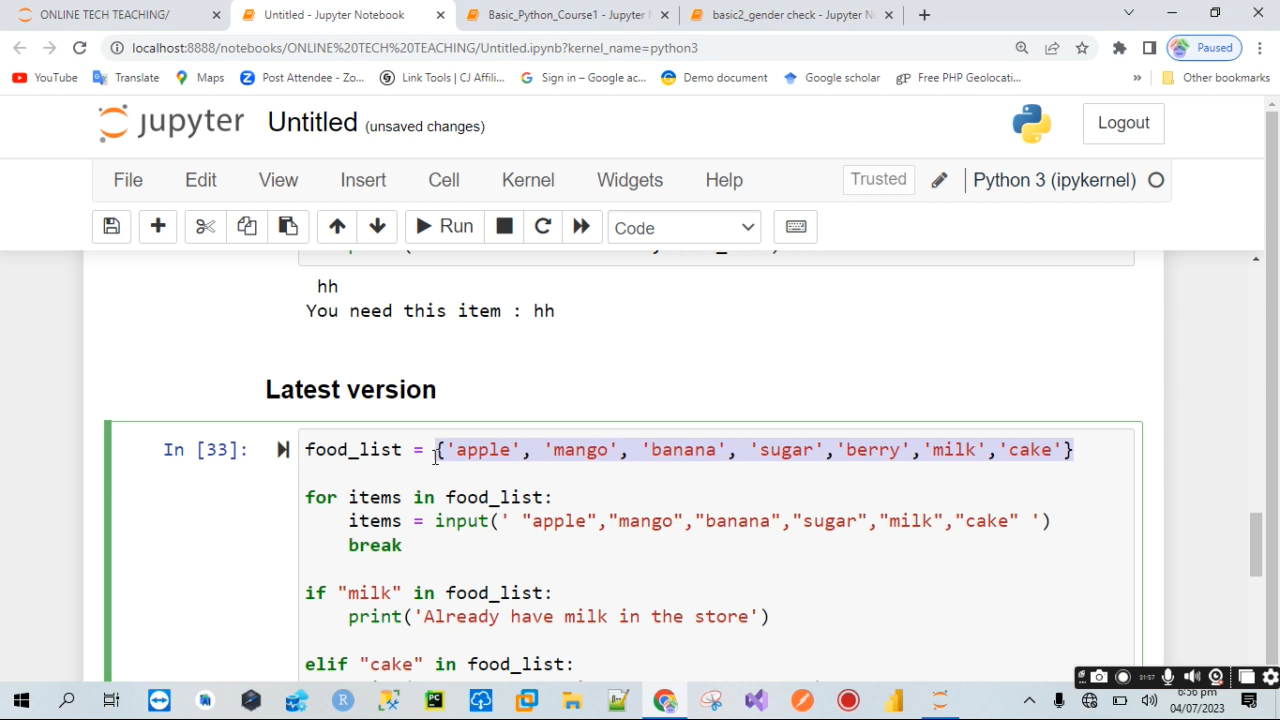 ONLINE TECH TEACHING/
Untitled - Jupyter Notebook
Basic_Python_Course1 - Jupyter
basic2_gender check - Jupyter
localhost:8888/notebooks/ONLINE%20TECH%20TEACHING/Untitled.ipynb?kernel_name=python3
Paused
YouTube
Translate
Maps
Post Attendee - Zo...
Link Tools | CJ Affili...
Sign in – Google ac...
Demo document
Google scholar
Free PHP Geolocati...
»
Other bookmarks
jupyter
Untitled (unsaved changes)
Logout
File Edit View Insert Cell Kernel Widgets Help
Trusted
Python 3 (ipykernel)
Run
Code
hh
You need this item : hh
Latest version
In [33]:
food_list = {'apple', 'mango', 'banana', 'sugar','berry','milk','cake'}
for items in food_list:
items = input(' "apple","mango","banana","sugar","milk","cake" ')
break
if "milk" in food_list:
print('Already have milk in the store')
elif "cake" in food_list:
31:57
6:56 pm
04/07/2023